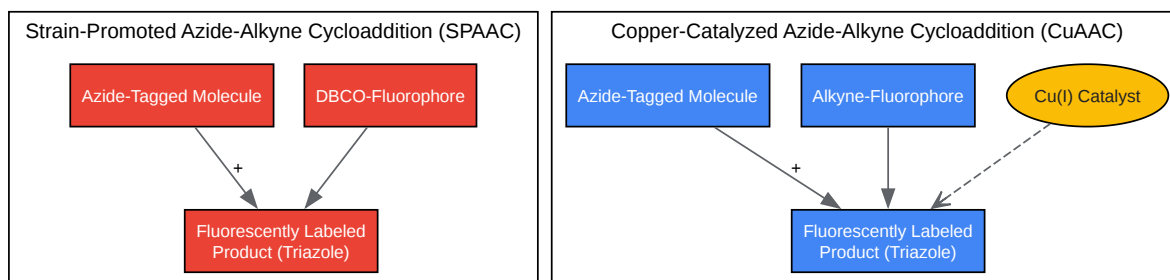 Strain-Promoted Azide-Alkyne Cycloaddition (SPAAC)
Azide-Tagged Molecule
DBCO-Fluorophore
+
Fluorescently Labeled
Product (Triazole)
Copper-Catalyzed Azide-Alkyne Cycloaddition (CuAAC)
Azide-Tagged Molecule
Alkyne-Fluorophore
Cu(I) Catalyst
+
Fluorescently Labeled
Product (Triazole)